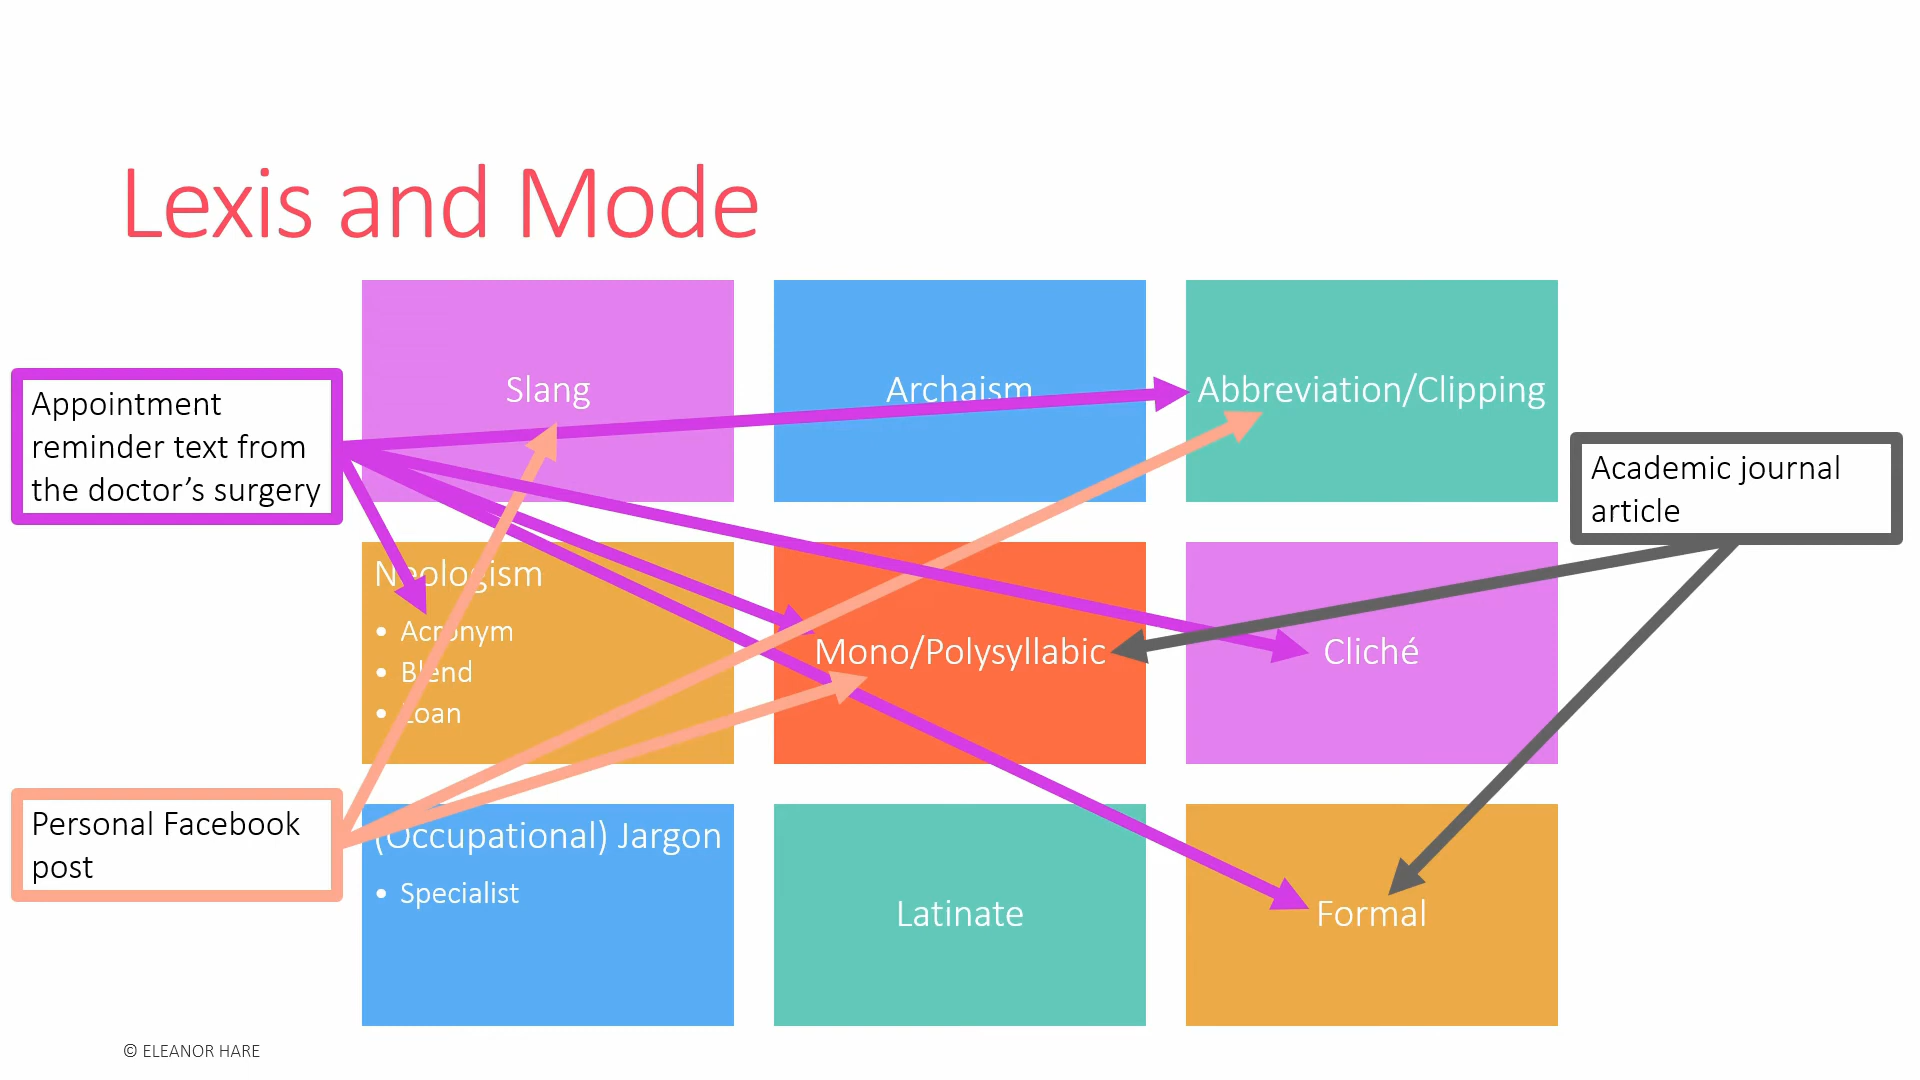 Lexis and Mode
Slang
Archaism
Abbreviation/Clipping
Appointment
reminder text from
the doctor’s surgery
Academic journal
article
Neologism
• Acronym
• Blend
• Loan
Mono/Polysyllabic
Cliché
Personal Facebook
post
(Occupational) Jargon
• Specialist
Latinate
Formal
© ELEANOR HARE